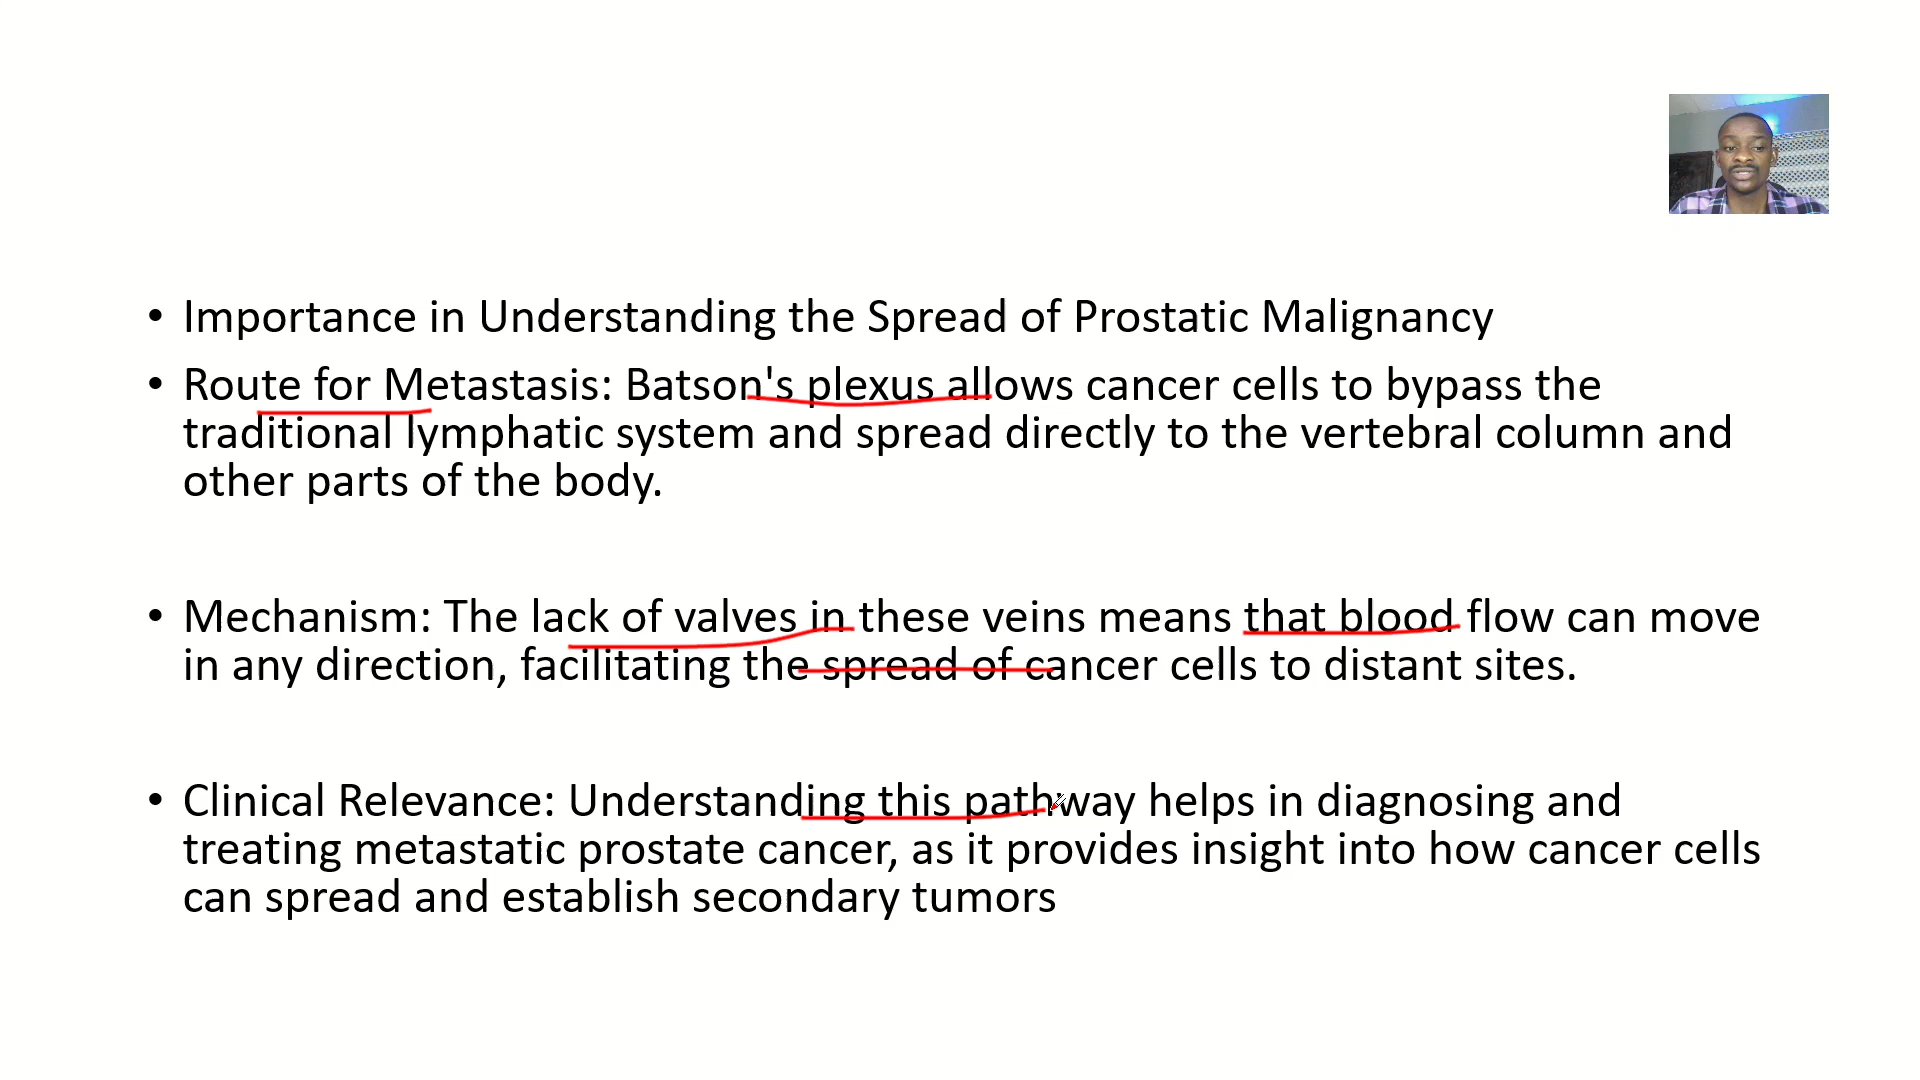 • Importance in Understanding the Spread of Prostatic Malignancy
• Route for Metastasis: Batson's plexus allows cancer cells to bypass the
traditional lymphatic system and spread directly to the vertebral column and
other parts of the body.
• Mechanism: The lack of valves in these veins means that blood flow can move
in any direction, facilitating the spread of cancer cells to distant sites.
• Clinical Relevance: Understanding this pathway helps in diagnosing and
treating metastatic prostate cancer, as it provides insight into how cancer cells
can spread and establish secondary tumors